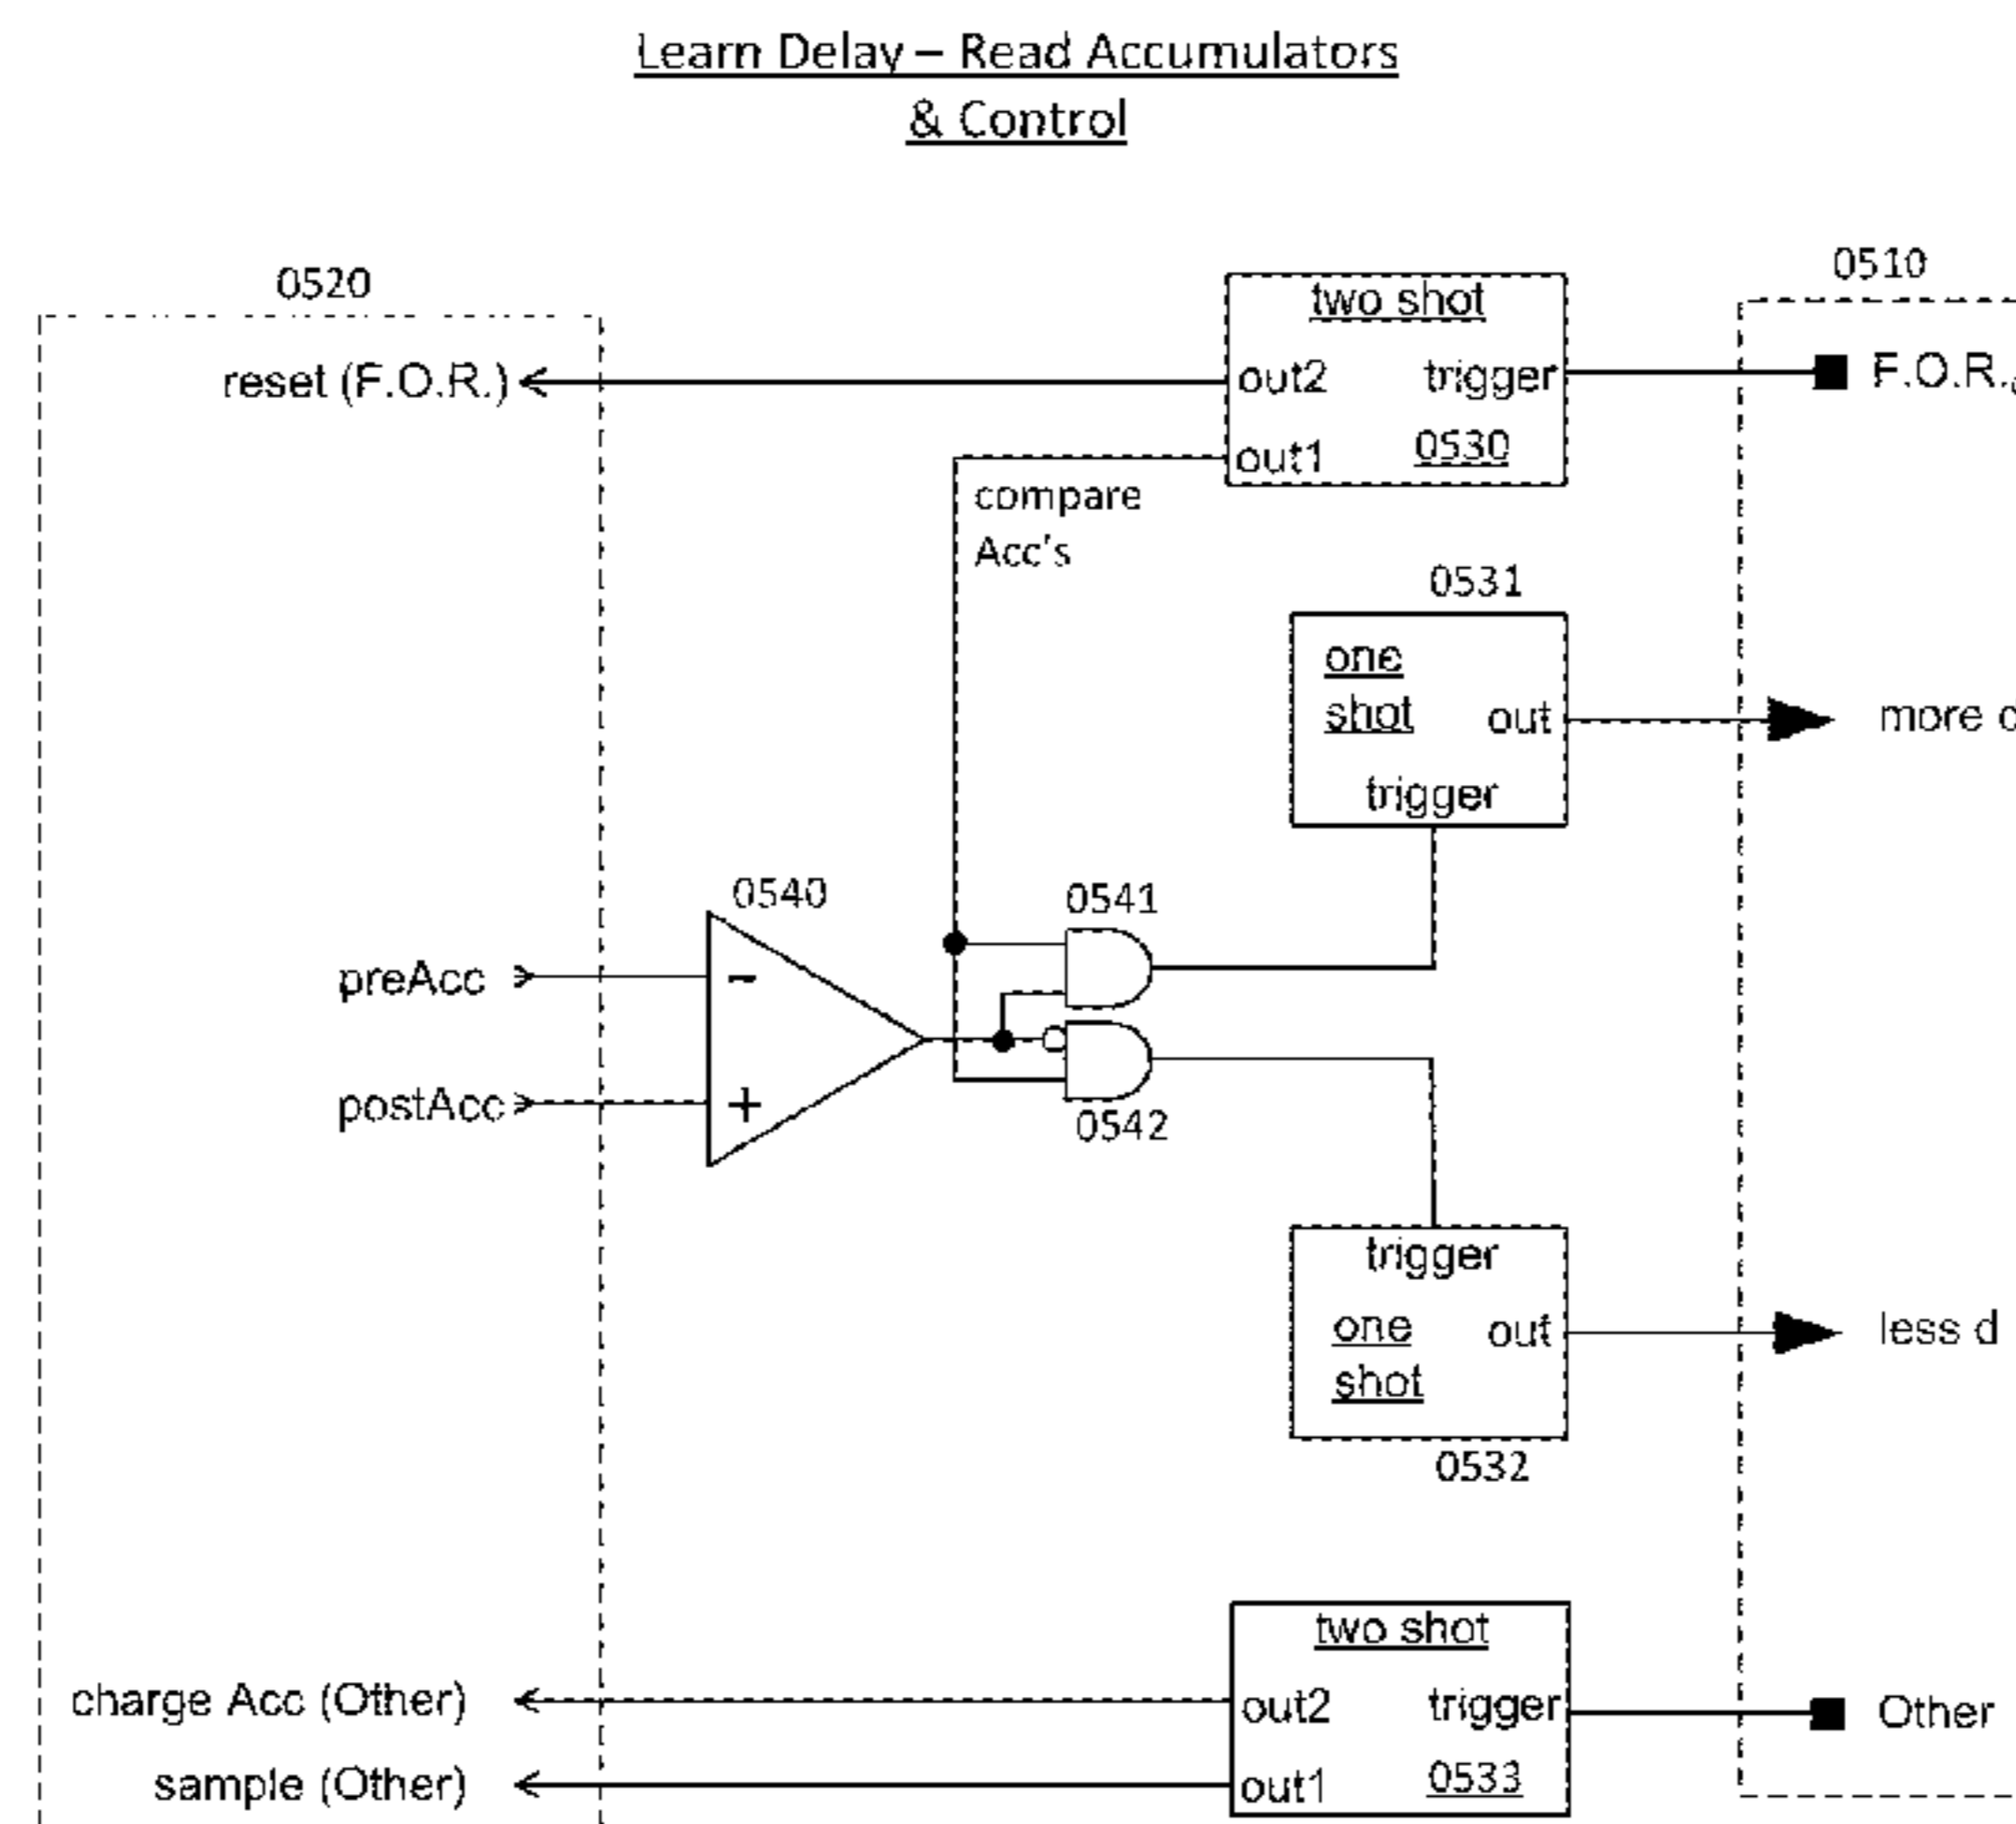 Learn Delay – Read Accumulators
& Control
0520
0510
two shot
reset (F.O.R.)
out2
trigger
F.O.R.
out1
0530
compare
Acc's
0531
one
shot
out
more
trigger
0540
0541
preAcc
-
postAcc
+
0542
trigger
one
shot
out
less d
0532
two shot
charge Acc (Other)
out2
trigger
Other
sample (Other)
out1
0533